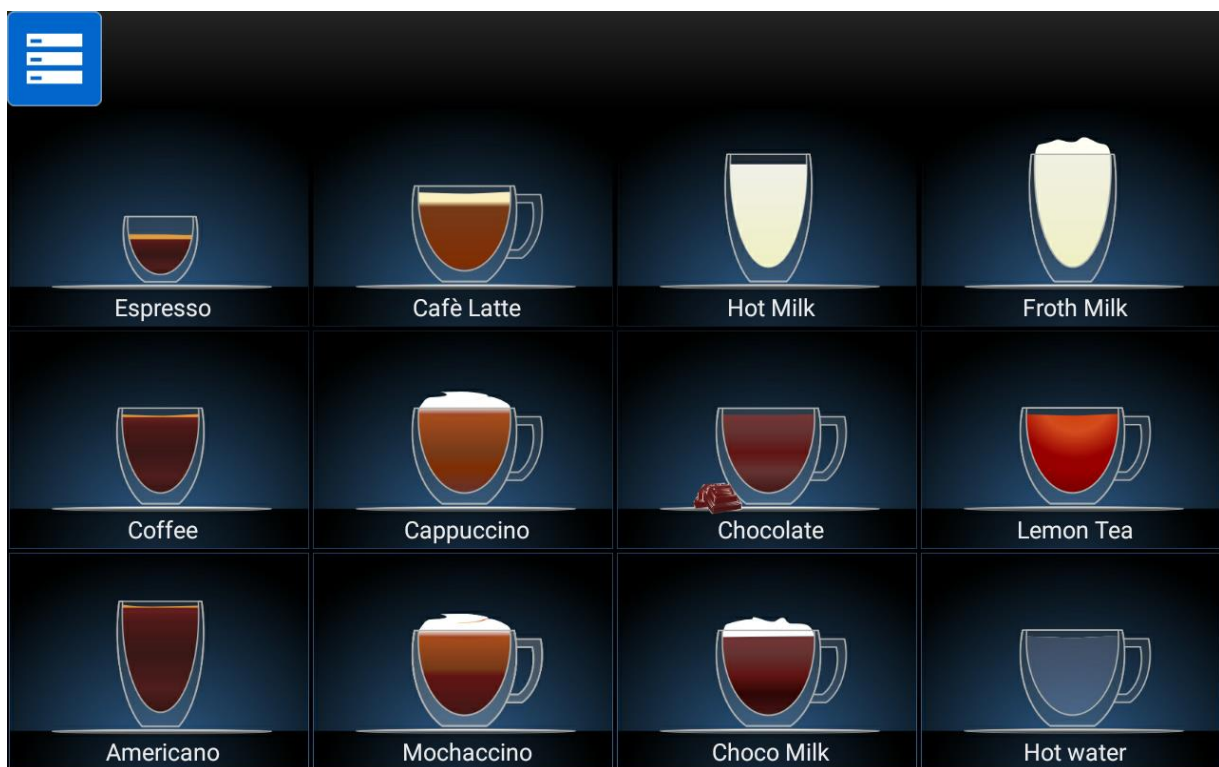 Espresso
Cafè Latte
Hot Milk
Froth Milk
Coffee
Cappuccino
Chocolate
Lemon Tea
Americano
Mochaccino
Choco Milk
Hot water